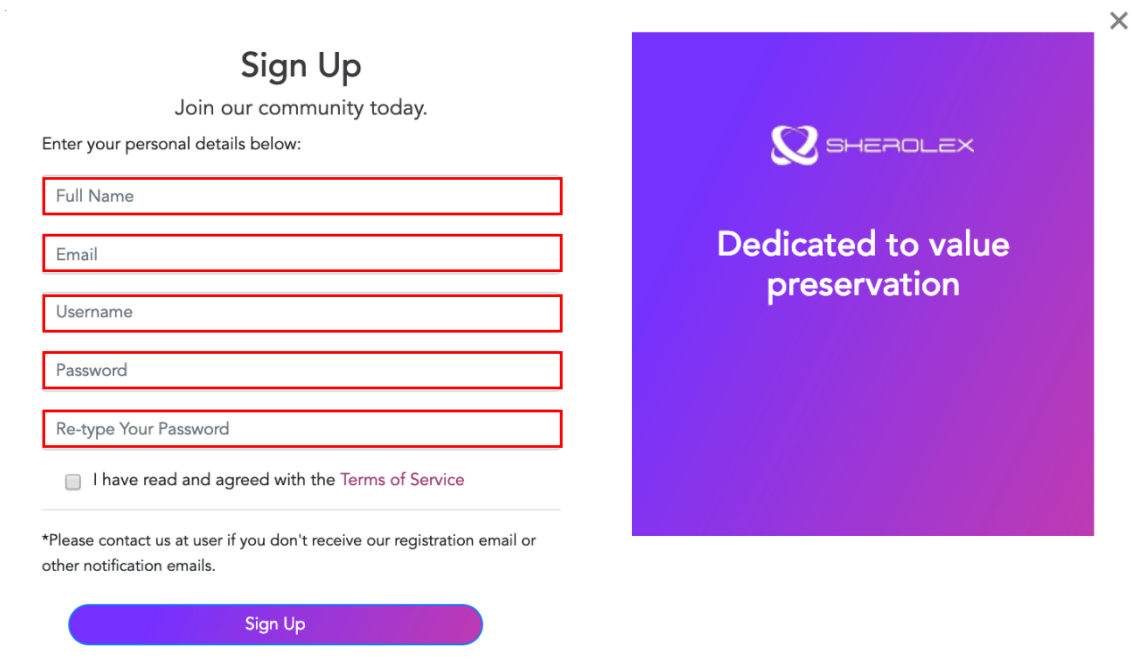 Sign Up
Join our community today.
Enter your personal details below:
Full Name
Email
Username
Password
Re-type Your Password
I have read and agreed with the Terms of Service
*Please contact us at user if you don't receive our registration email or
other notification emails.
Sign Up
SHEROLEX
Dedicated to value
preservation